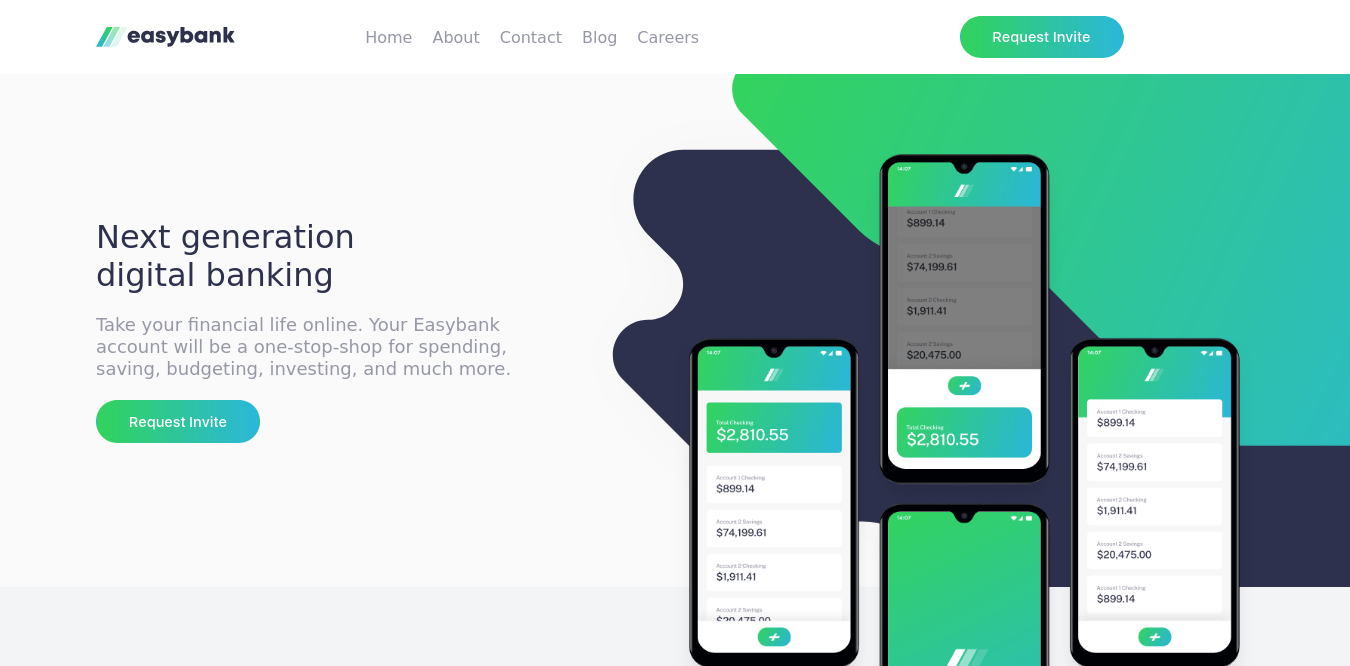 easybank
Home About Contact Blog Careers
Request Invite
Next generation
digital banking
Take your financial life online. Your Easybank
account will be a one-stop-shop for spending,
saving, budgeting, investing, and much more.
Request Invite
14:07
Account 1 Checking
$899.14
Account 2 Savings
$74,199.61
Account 2 Checking
$1,911.41
Account 2 Savings
$20,475.00
Total Checking
$2,810.55
14:07
Total Checking
$2,810.55
Account 1 Checking
$899.14
Account 2 Savings
$74,199.61
Account 2 Checking
$1,911.41
Account 2 Savings
$20,475.00
14:07
Account 1 Checking
$899.14
Account 2 Savings
$74,199.61
Account 2 Checking
$1,911.41
Account 2 Savings
$20,475.00
Account 1 Checking
$899.14
14:07